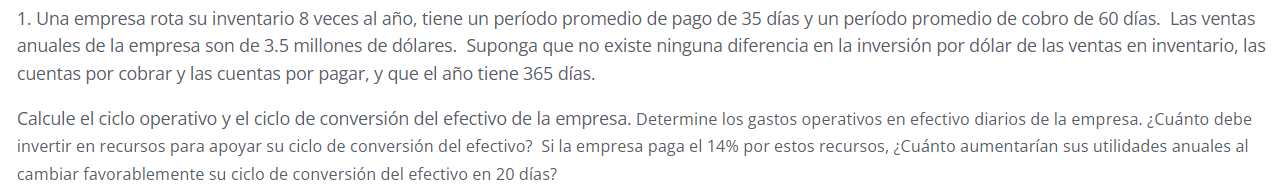 1. Una empresa rota su inventario 8 veces al año, tiene un período promedio de pago de 35 días y un período promedio de cobro de 60 días.  Las ventas
anuales de la empresa son de 3.5 millones de dólares.  Suponga que no existe ninguna diferencia en la inversión por dólar de las ventas en inventario, las
cuentas por cobrar y las cuentas por pagar, y que el año tiene 365 días.
Calcule el ciclo operativo y el ciclo de conversión del efectivo de la empresa. Determine los gastos operativos en efectivo diarios de la empresa. ¿Cuánto debe
invertir en recursos para apoyar su ciclo de conversión del efectivo?  Si la empresa paga el 14% por estos recursos, ¿Cuánto aumentarían sus utilidades anuales al
cambiar favorablemente su ciclo de conversión del efectivo en 20 días?